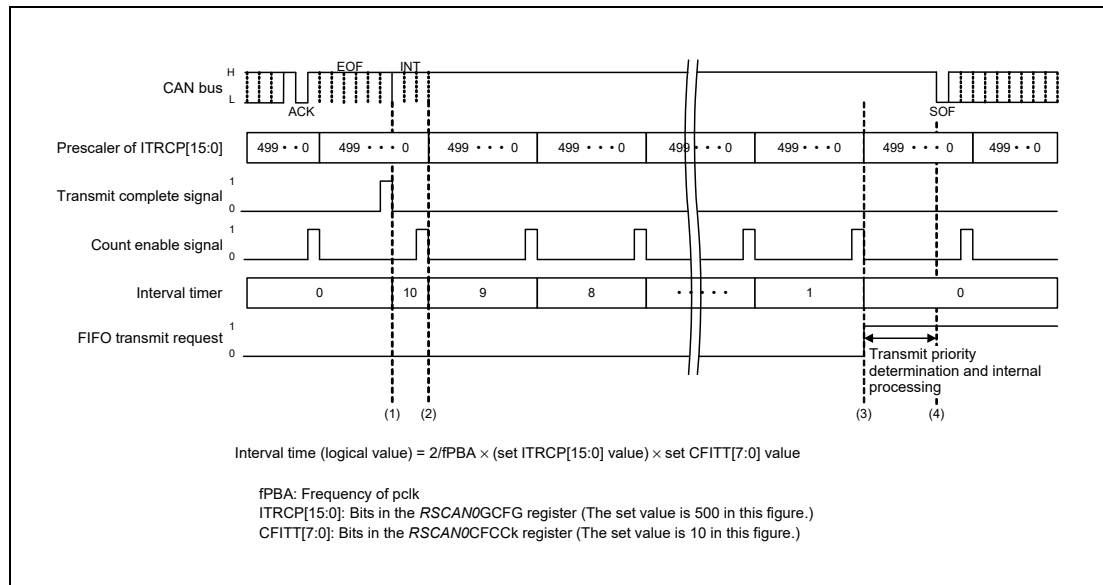 EOF INT
H
CAN bus
L
ACK SOF
Prescaler of ITRCP[15:0] 499 • • 0 499 • • • 0 499 • • • 0 499 • • • 0 499 • • • 0 499 • • • 0 499 • • • 0 499 • • 0
1
Transmit complete signal
0
1
Count enable signal
0
Interval timer 0 10 9 8 • • • • • 1 0
1
FIFO transmit request
0
Transmit priority
determination and internal
processing
(1) (2) (3) (4)
Interval time (logical value) = 2/fPBA × (set ITRCP[15:0] value) × set CFITT[7:0] value
fPBA: Frequency of pclk
ITRCP[15:0]: Bits in the RSCAN0GCFG register (The set value is 500 in this figure.)
CFITT[7:0]: Bits in the RSCAN0CFCCk register (The set value is 10 in this figure.)